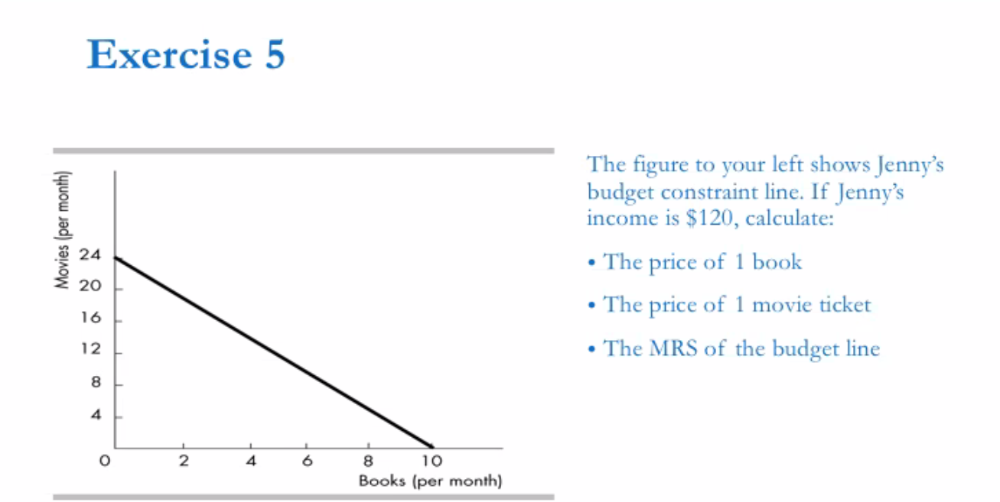 Exercise 5
Movies (per month)
24
20
16
12
8
4
0 2 4 6 8 10
Books (per month)
The figure to your left shows Jenny’s
budget constraint line. If Jenny’s
income is $120, calculate:
• The price of 1 book
• The price of 1 movie ticket
• The MRS of the budget line